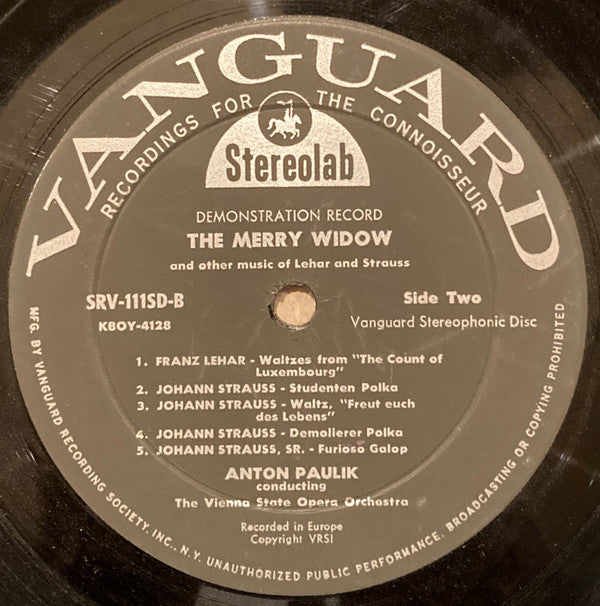 VANGUARD
RECORDINGS FOR THE CONNOISSEUR
Stereolab
DEMONSTRATION RECORD
THE MERRY WIDOW
and other music of Lehar and Strauss
SRV-111SD-B
Side Two
K8OY-4128
Vanguard Stereophonic Disc
1. FRANZ LEHAR - Waltzes from "The Count of
Luxembourg"
2. JOHANN STRAUSS - Studenten Polka
3. JOHANN STRAUSS - Waltz, "Freut euch
des Lebens"
4. JOHANN STRAUSS - Demolierer Polka
5. JOHANN STRAUSS, SR. - Furioso Galop
ANTON PAULIK
conducting
The Vienna State Opera Orchestra
Recorded in Europe
Copyright VRSI
MFG. BY VANGUARD RECORDING SOCIETY, INC., N.Y. UNAUTHORIZED PUBLIC PERFORMANCE, BROADCASTING OR COPYING PROHIBITED